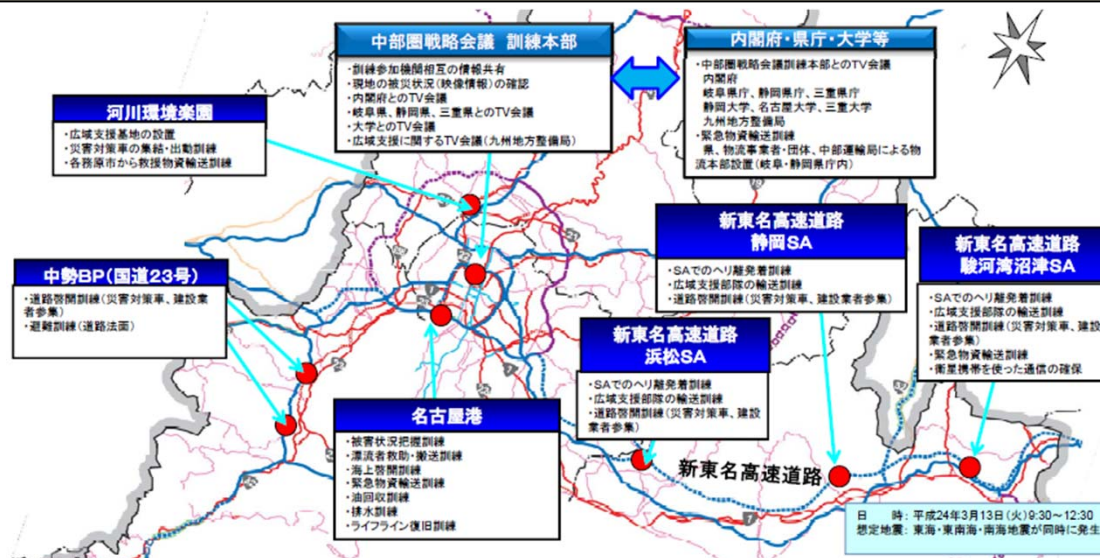 中部圏戦略会議 訓練本部
・訓練参加機関相互の情報共有
・現地の被災状況(映像情報)の確認
・内閣府とのTV会議
・岐阜県、静岡県、三重県とのTV会議
・大学とのTV会議
・広域支援に関するTV会議(九州地方整備局)
内閣府・県庁・大学等
・中部圏戦略会議訓練本部とのTV会議
内閣府
岐阜県庁、静岡県庁、三重県庁
静岡大学、名古屋大学、三重大学
九州地方整備局
・緊急物資輸送訓練
県、物流事業者・団体、中部運輸局による物
流本部設置(岐阜・静岡県庁内)
河川環境楽園
・広域支援基地の設置
・災害対策車の集結・出動訓練
・各務原市から救援物資輸送訓練
中勢BP(国道23号)
・道路啓開訓練(災害対策車、建設業
者参集)
・避難訓練(道路法面)
名古屋港
・被害状況把握訓練
・漂流者救助・搬送訓練
・海上啓開訓練
・緊急物資輸送訓練
・油回収訓練
・排水訓練
・ライフライン復旧訓練
新東名高速道路
浜松SA
・SAでのヘリ離発着訓練
・広域支援部隊の輸送訓練
・道路啓開訓練(災害対策車、建設
業者参集)
新東名高速道路
静岡SA
・SAでのヘリ離発着訓練
・広域支援部隊の輸送訓練
・道路啓開訓練(災害対策車、建設業者参集)
新東名高速道路
駿河湾沼津SA
・SAでのヘリ離発着訓練
・広域支援部隊の輸送訓練
・道路啓開訓練(災害対策車、建設
業者参集)
・緊急物資輸送訓練
・衛星携帯を使った通信の確保
新東名高速道路
日 時: 平成24年3月13日(火)9:30~12:30
想定地震: 東海・東南海・南海地震が同時に発生